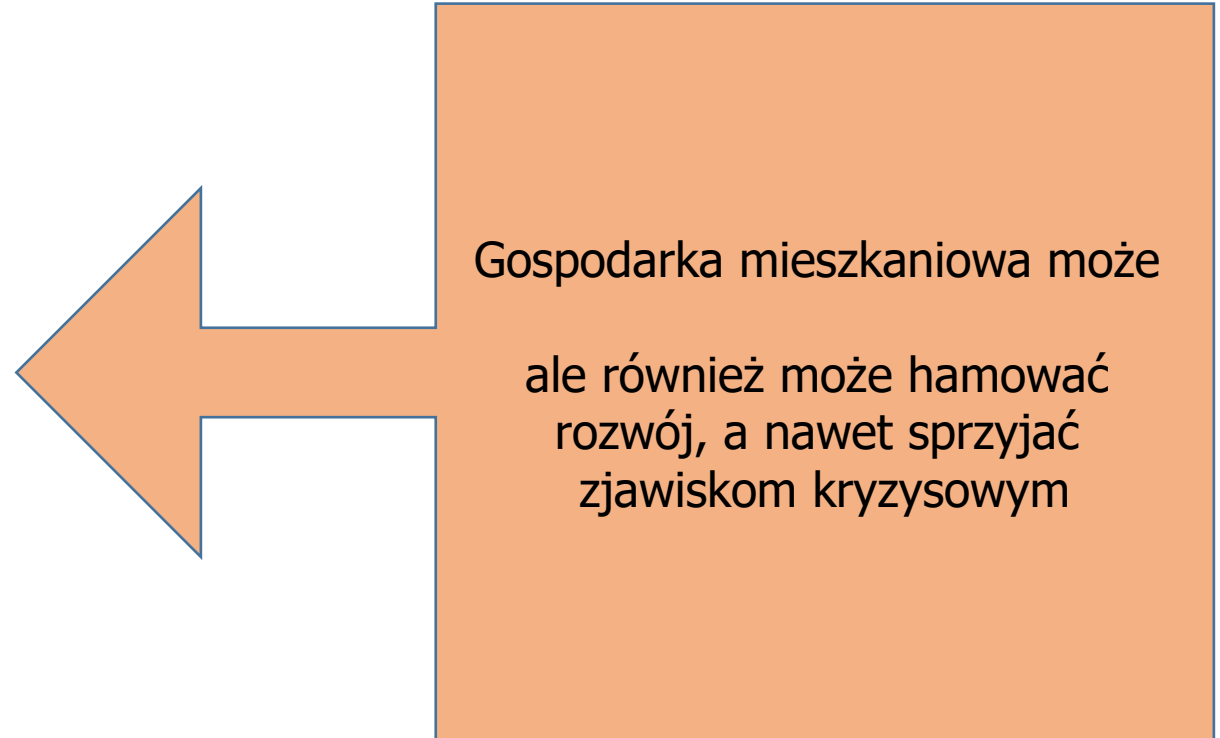 Gospodarka mieszkaniowa może
ale również może hamować
rozwój, a nawet sprzyjać
zjawiskom kryzysowym